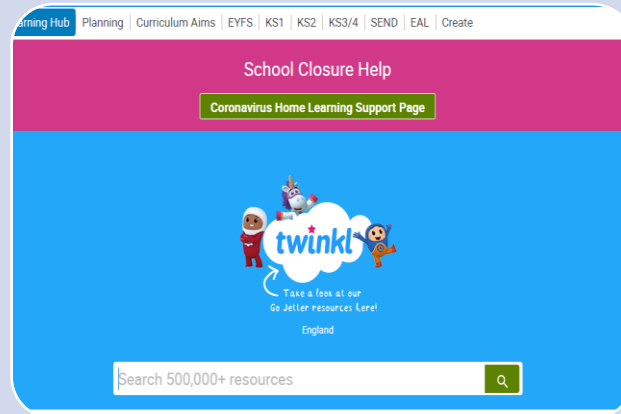 arning Hub Planning Curriculum Aims EYFS KS1 KS2 KS3/4 SEND EAL Create
School Closure Help
Coronavirus Home Learning Support Page
twinkl
Take a look at our
Go Jetter resources here!
England
Search 500,000+ resources